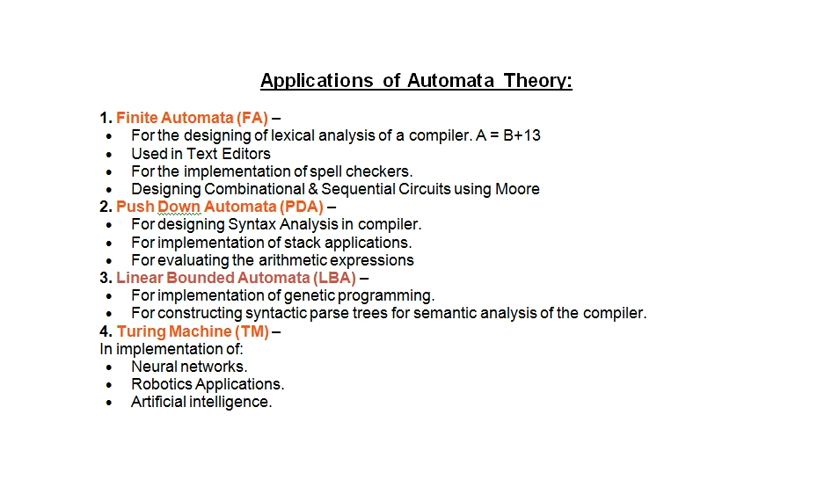 Applications of Automata Theory:
1. Finite Automata (FA) –
• For the designing of lexical analysis of a compiler. A = B+13
• Used in Text Editors
• For the implementation of spell checkers.
• Designing Combinational & Sequential Circuits using Moore
2. Push Down Automata (PDA) –
• For designing Syntax Analysis in compiler.
• For implementation of stack applications.
• For evaluating the arithmetic expressions
3. Linear Bounded Automata (LBA) –
• For implementation of genetic programming.
• For constructing syntactic parse trees for semantic analysis of the compiler.
4. Turing Machine (TM) –
In implementation of:
• Neural networks.
• Robotics Applications.
• Artificial intelligence.